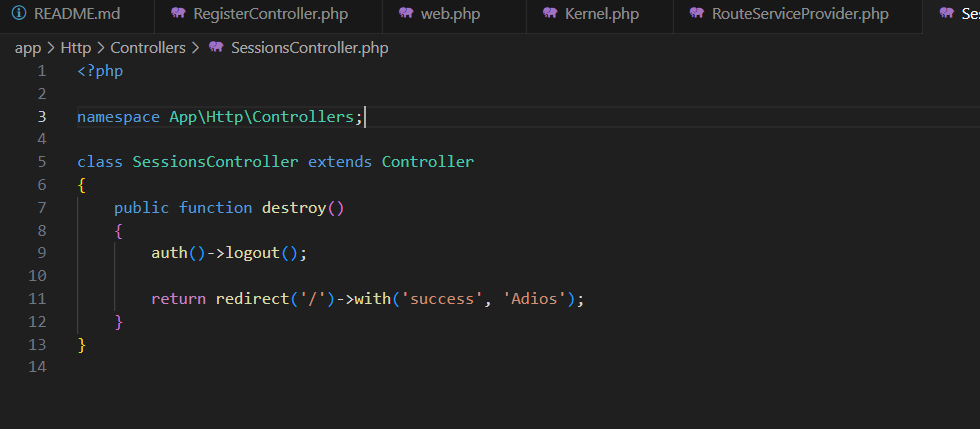 README.md RegisterController.php web.php Kernel.php RouteServiceProvider.php Ses
app > Http > Controllers > SessionsController.php
1 <?php
2
3 namespace App\Http\Controllers;
4
5 class SessionsController extends Controller
6 {
7     public function destroy()
8     {
9         auth()->logout();
10
11         return redirect('/')->with('success', 'Adios');
12     }
13 }
14